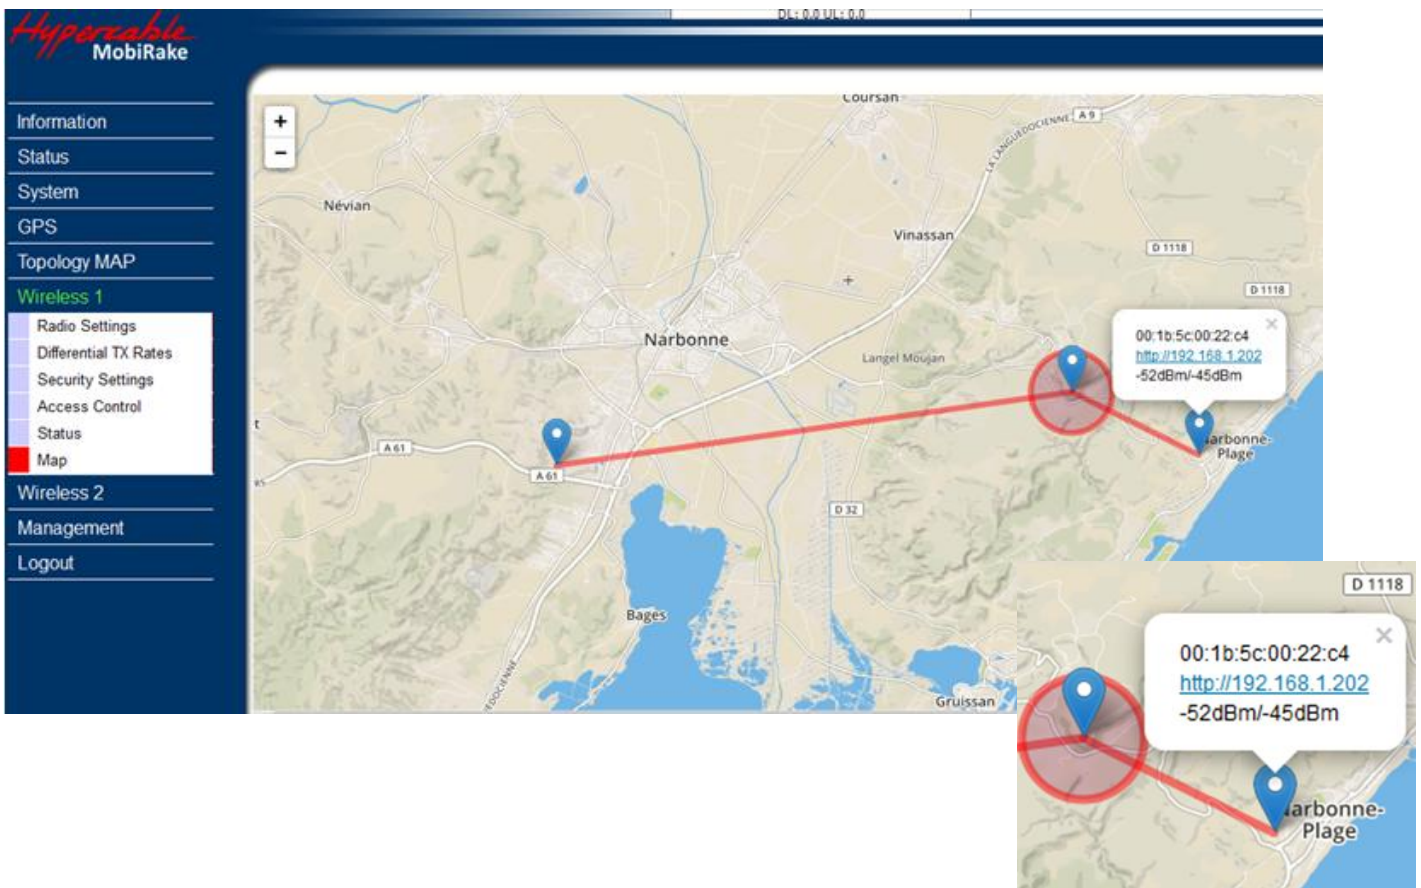 DL: 0.0 UL: 0.0
Hypercable
MobiRake
Information
Status
System
GPS
Topology MAP
Wireless 1
Radio Settings
Differential TX Rates
Security Settings
Access Control
Status
Map
Wireless 2
Management
Logout
+
−
Coursan
A 9
LA LANGUEDOCIENNE
Névian
Vinassan
D 1118
D 1118
Narbonne
Langel Moujan
00:1b:5c:00:22:c4
http://192.168.1.202
-52dBm/-45dBm
×
arbonne-
Plage
A 61
A 61
D 32
Bages
Gruissan
D 1118
00:1b:5c:00:22:c4
http://192.168.1.202
-52dBm/-45dBm
×
arbonne-
Plage